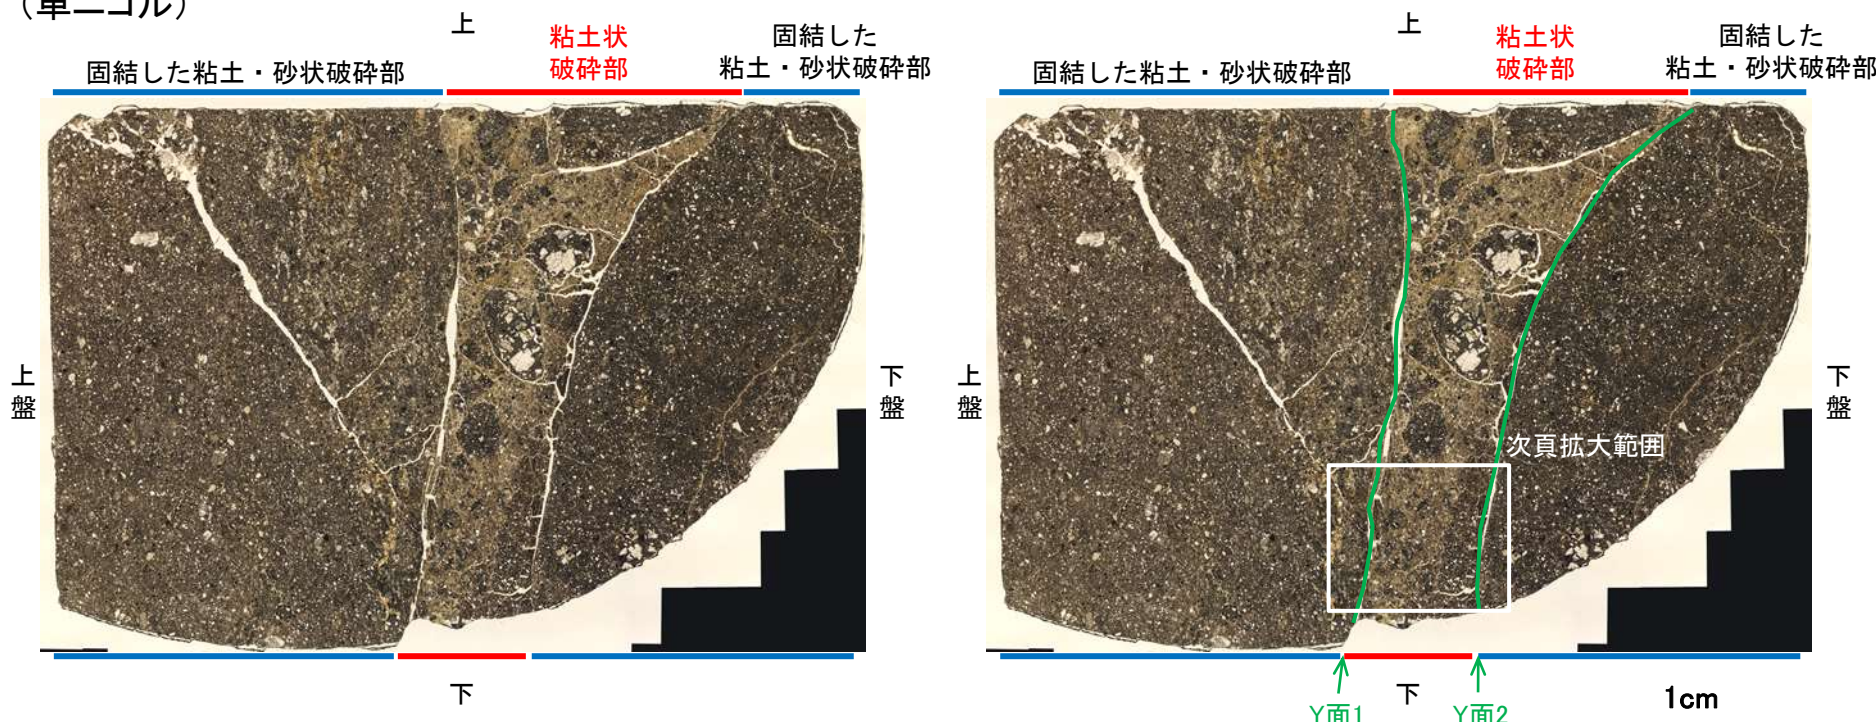 （単ニコル）
上
粘土状
破砕部
固結した
粘土・砂状破砕部
固結した粘土・砂状破砕部
上盤
下盤
下
上
粘土状
破砕部
固結した
粘土・砂状破砕部
固結した粘土・砂状破砕部
上盤
下盤
次頁拡大範囲
下
1cm
Y面1
Y面2